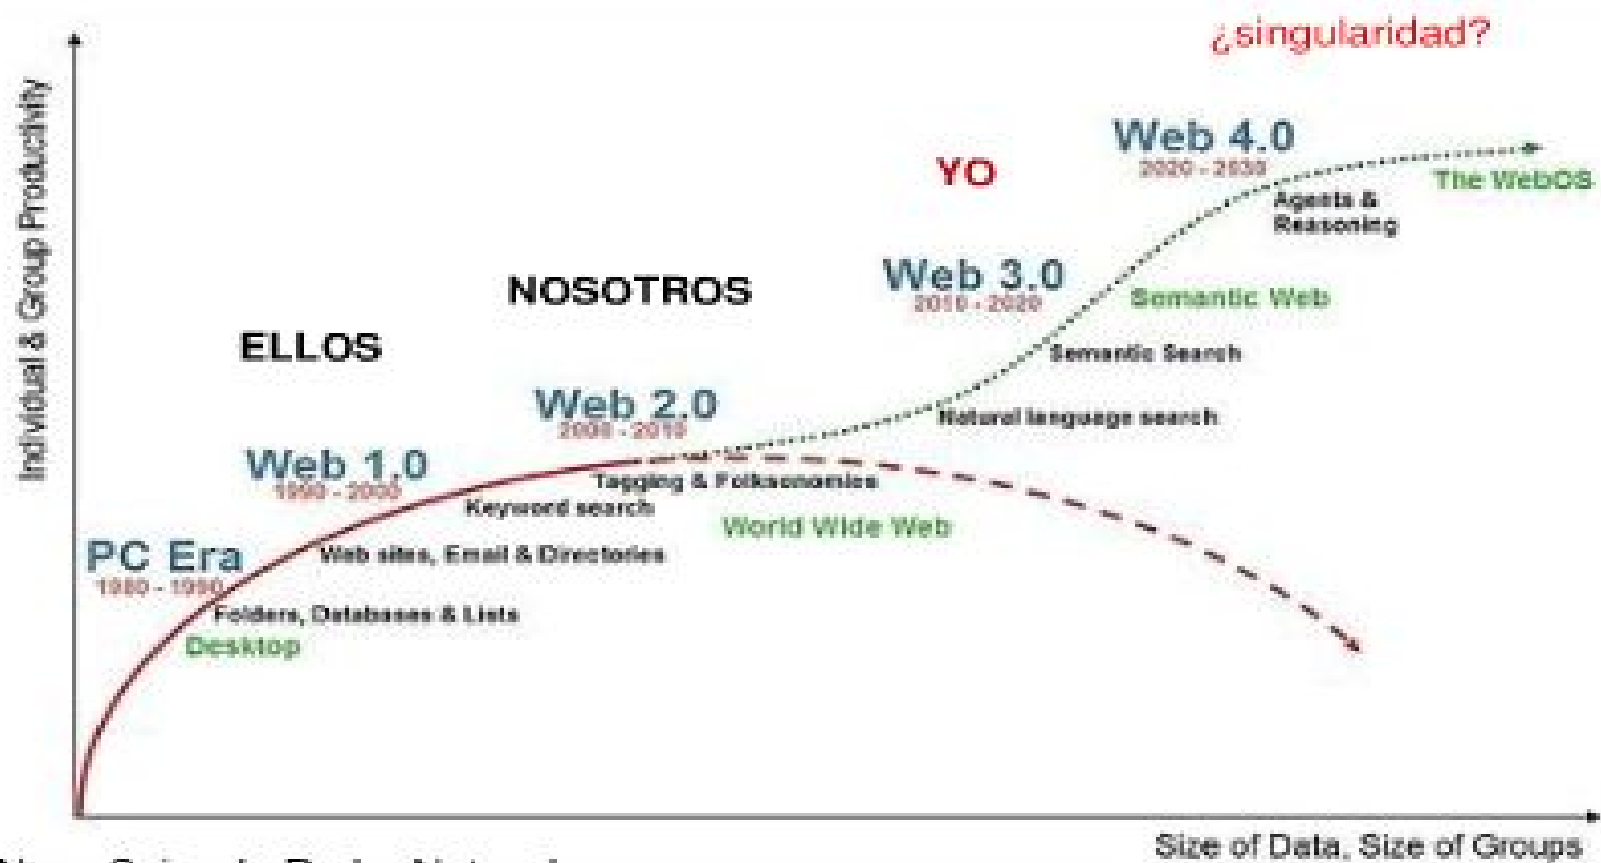 ¿singularidad?
Individual & Group Productivity
Web 4.0
2020 - 2030
The WebOS
Agents &
Reasoning
YO
Web 3.0
2010 - 2020
Semantic Web
Semantic Search
Natural language search
NOSOTROS
ELLOS
Web 2.0
2000 - 2010
Tagging & Folksonomies
World Wide Web
Web 1.0
1990 - 2000
Keyword search
Web sites, Email & Directories
PC Era
1980 - 1990
Folders, Databases & Lists
Desktop
Size of Data, Size of Groups